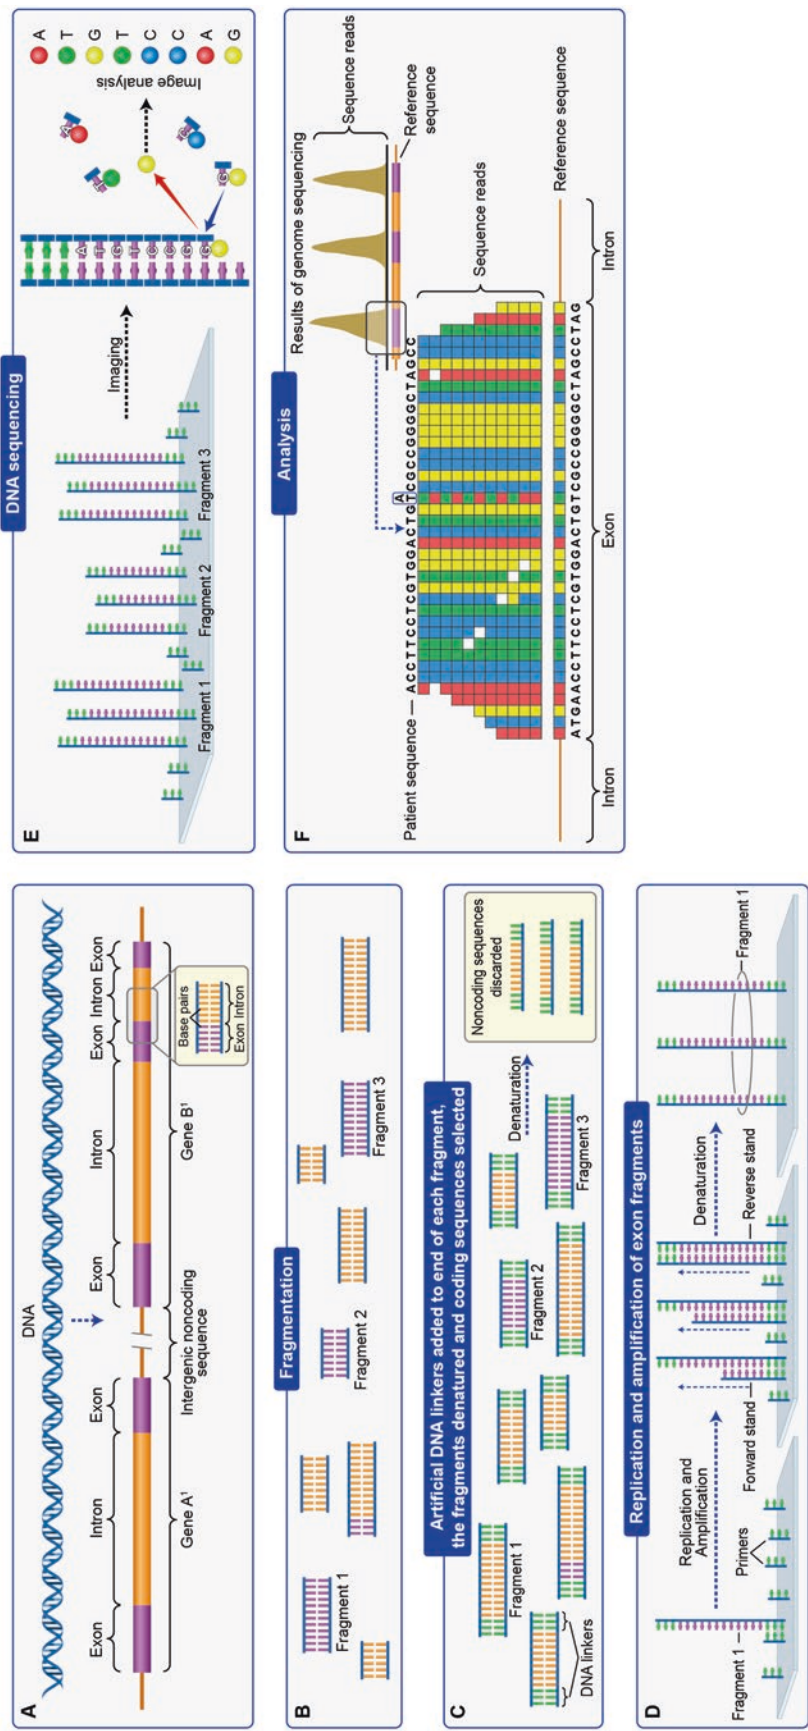 A
DNA
Exon
Intron
Exon
Intergenic noncoding
sequence
Exon
Intron
Exon
Intron
Exon
Gene A1
Gene B1
Base pairs
Exon
Intron
Fragmentation
B
Fragment 1
Fragment 2
Fragment 3
Artificial DNA linkers added to end of each fragment,
the fragments denatured and coding sequences selected
C
Fragment 1
DNA linkers
Fragment 2
Fragment 3
Denaturation
Noncoding sequences
discarded
Replication and amplification of exon fragments
D
Fragment 1
Primers
Replication and
Amplification
Forward stand
Reverse stand
Denaturation
Fragment 1
DNA sequencing
E
Fragment 1
Fragment 2
Fragment 3
Imaging
A
T
G
T
C
C
G
G
G
Image analysis
A
T
G
T
C
C
A
G
Analysis
F
Results of genome sequencing
Sequence reads
Reference
sequence
A
Patient sequence
ACCTTCCTCGTGGACTGTCGCCGGGGCTAGCC
Sequence reads
Reference sequence
ATGAACCTTCCTCGTGGACTGTCGCCGGGGCTAGCCTAG
Intron
Exon
Intron